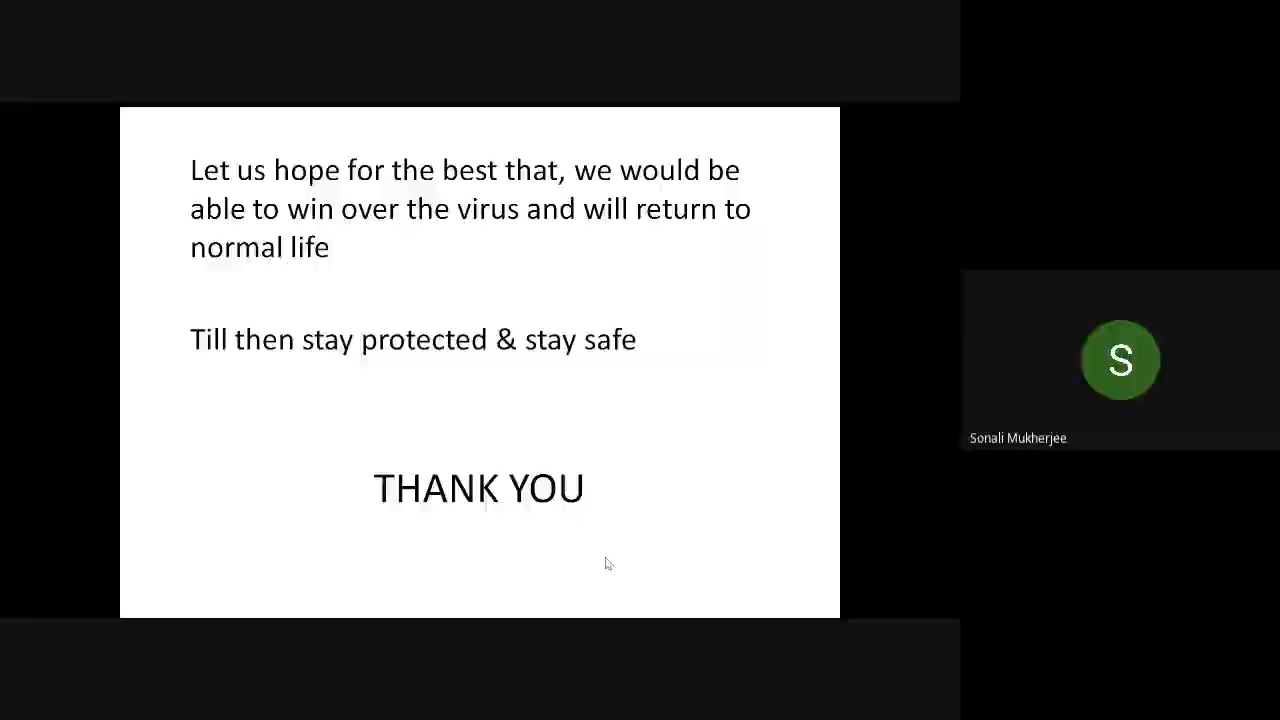 Let us hope for the best that, we would be
able to win over the virus and will return to
normal life
Till then stay protected & stay safe
THANK YOU
S
Sonali Mukherjee